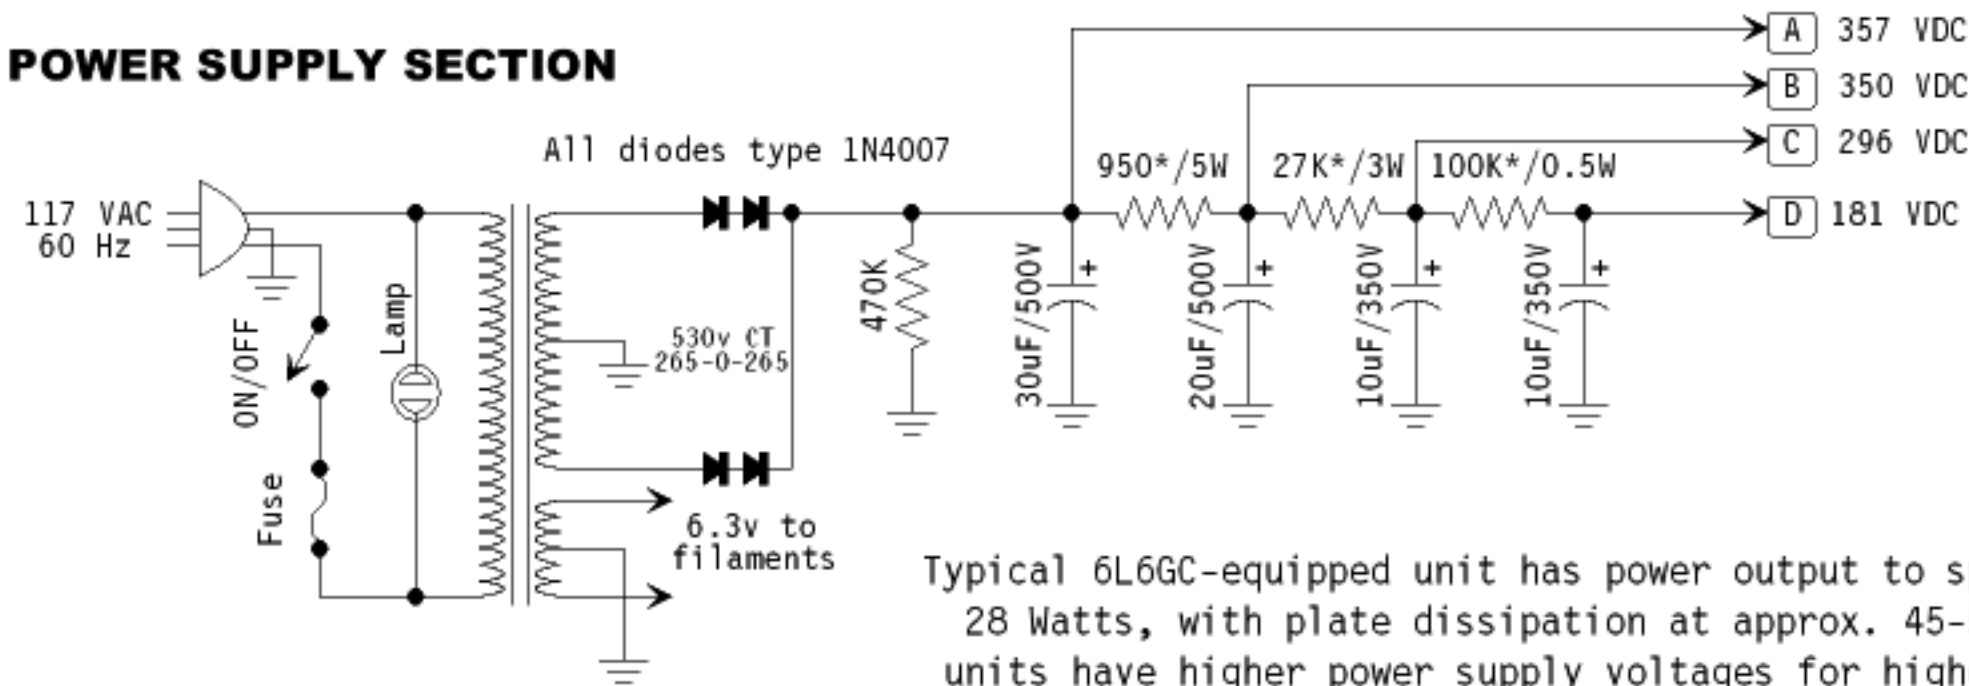 POWER SUPPLY SECTION
A 357 VDC
B 350 VDC
C 296 VDC
D 181 VDC
All diodes type 1N4007
950*/5W 27K*/3W 100K*/0.5W
117 VAC
60 Hz
ON/OFF
Fuse
Lamp
530v CT
265-0-265
470K
30uF/500V
+
20uF/500V
+
10uF/350V
+
10uF/350V
+
6.3v to
filaments
Typical 6L6GC-equipped unit has power output to s
28 Watts, with plate dissipation at approx. 45-
units have higher power supply voltages for high